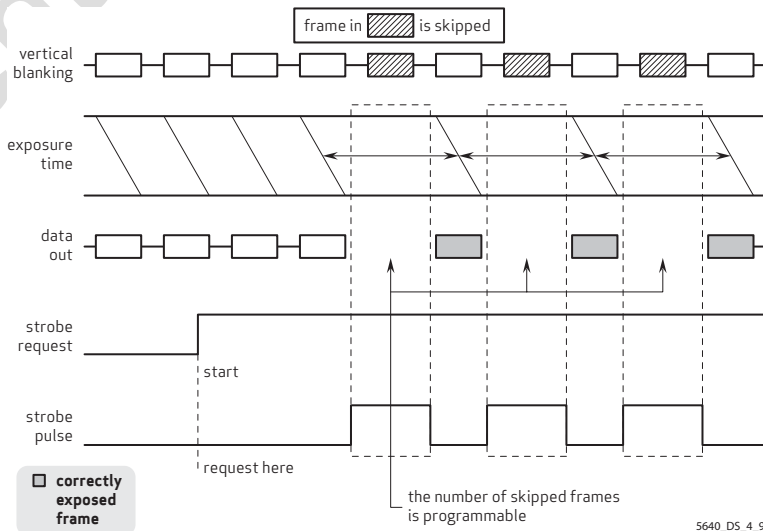 frame in is skipped
vertical
blanking
exposure
time
data
out
strobe
request
start
strobe
pulse
request here
correctly
exposed
frame
the number of skipped frames
is programmable
5640_DS_4_9